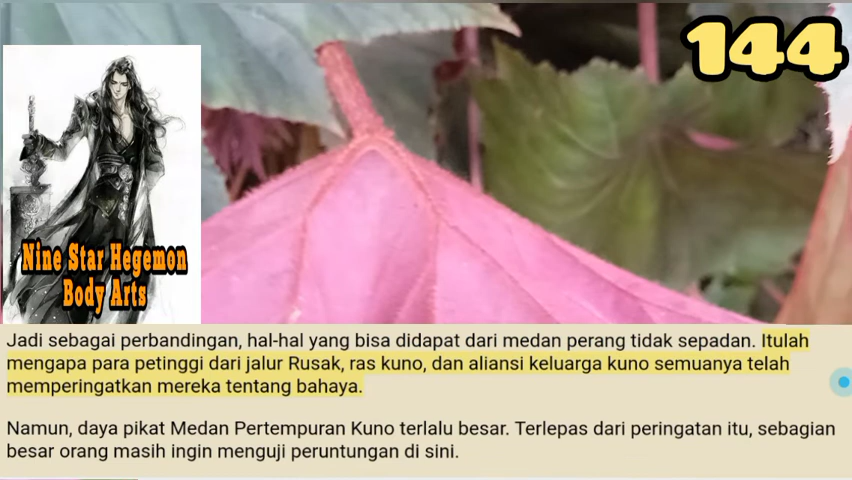 144
Nine Star Hegemon
Body Arts
Jadi sebagai perbandingan, hal-hal yang bisa didapat dari medan perang tidak sepadan. Itulah
mengapa para petinggi dari jalur Rusak, ras kuno, dan aliansi keluarga kuno semuanya telah
memperingatkan mereka tentang bahaya.
Namun, daya pikat Medan Pertempuran Kuno terlalu besar. Terlepas dari peringatan itu, sebagian
besar orang masih ingin menguji peruntungan di sini.